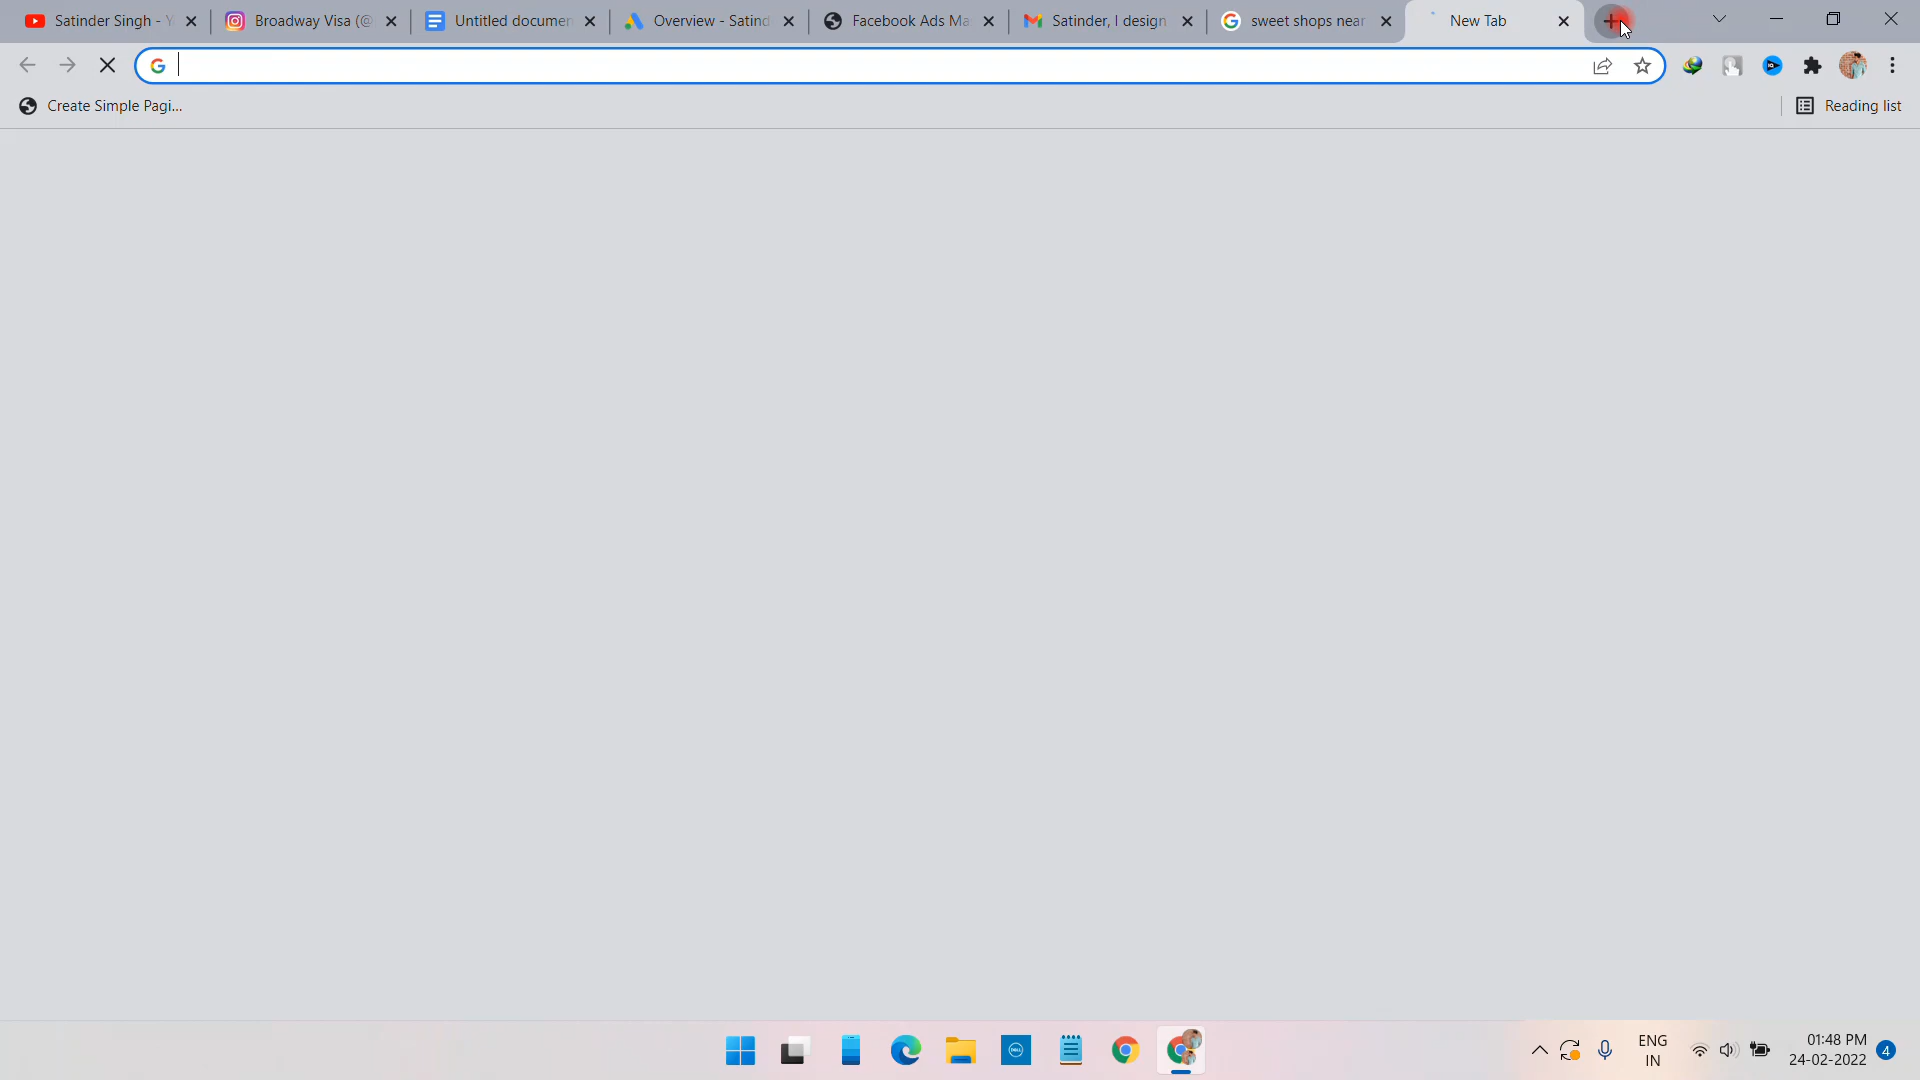 Satinder Singh - Y
Broadway Visa (@
Untitled documen
Overview - Satind
Facebook Ads Ma
Satinder, I design
sweet shops near
New Tab
Create Simple Pagi...
Reading list
DELL
ENG
IN
01:48 PM
24-02-2022
4